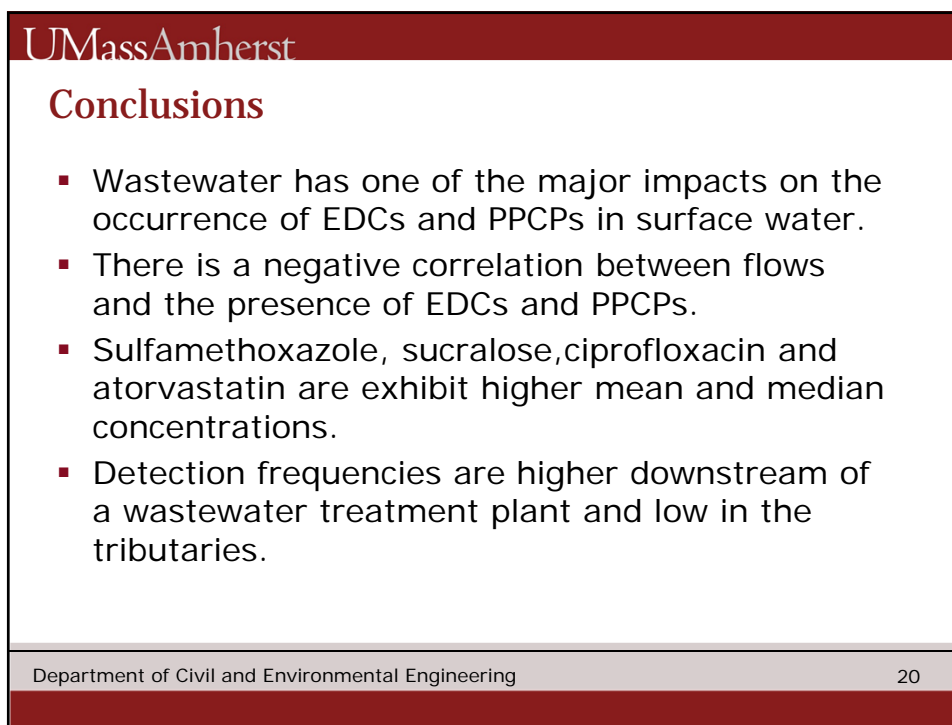 UMassAmherst
Conclusions
▪ Wastewater has one of the major impacts on the
occurrence of EDCs and PPCPs in surface water.
▪ There is a negative correlation between flows
and the presence of EDCs and PPCPs.
▪ Sulfamethoxazole, sucralose,ciprofloxacin and
atorvastatin are exhibit higher mean and median
concentrations.
▪ Detection frequencies are higher downstream of
a wastewater treatment plant and low in the
tributaries.
Department of Civil and Environmental Engineering 20